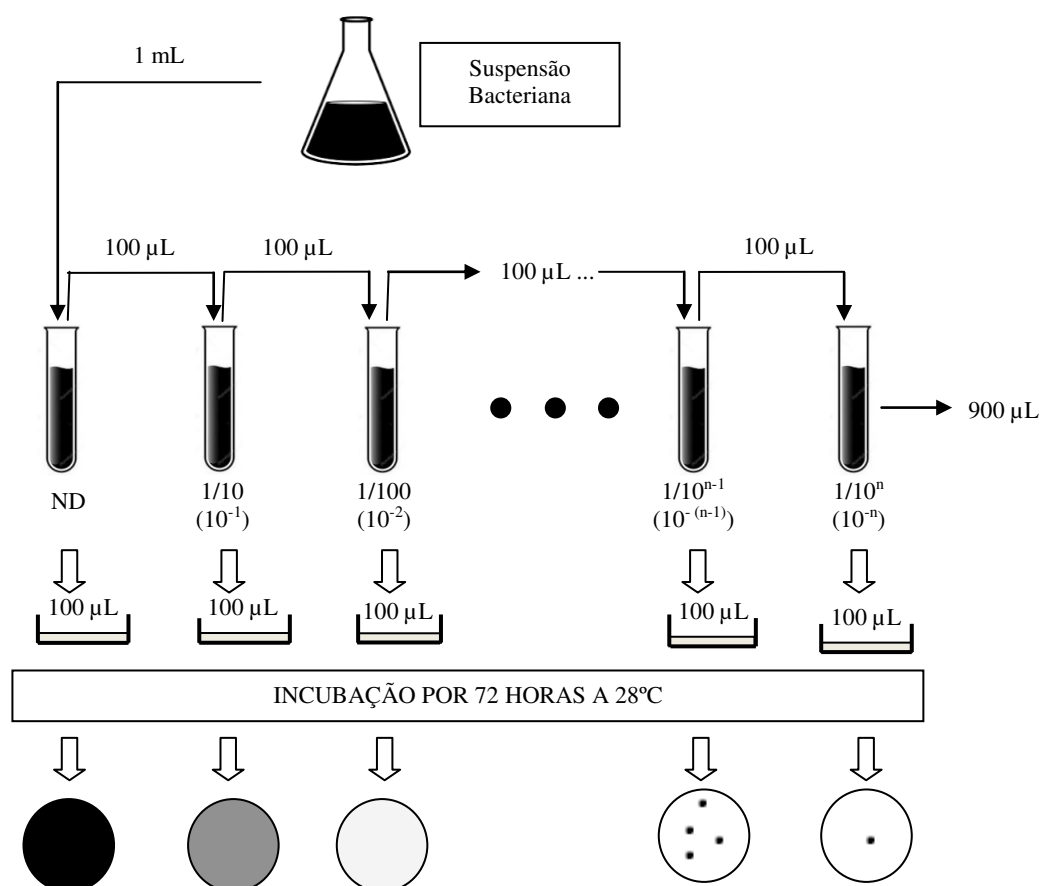 1 mL
Suspensão
Bacteriana
100 µL
100 µL
100 µL ...
100 µL
900 µL
ND
1/10
(10⁻¹)
1/100
(10⁻²)
1/10ⁿ⁻¹
(10⁻ ⁽ⁿ⁻¹⁾)
1/10ⁿ
(10⁻ⁿ)
100 µL
100 µL
100 µL
100 µL
100 µL
INCUBAÇÃO POR 72 HORAS A 28ºC